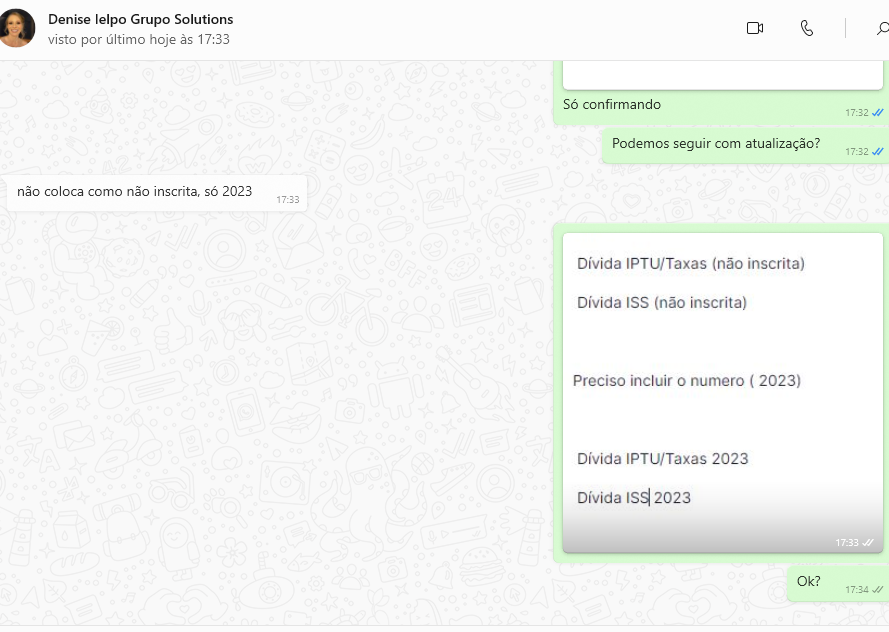 Denise Ielpo Grupo Solutions
visto por último hoje às 17:33
Só confirmando
17:32
Podemos seguir com atualização?
17:32
não coloca como não inscrita, só 2023
17:33
Dívida IPTU/Taxas (não inscrita)
Dívida ISS (não inscrita)
Preciso incluir o numero ( 2023)
Dívida IPTU/Taxas 2023
Dívida ISS 2023
17:33
Ok?
17:34